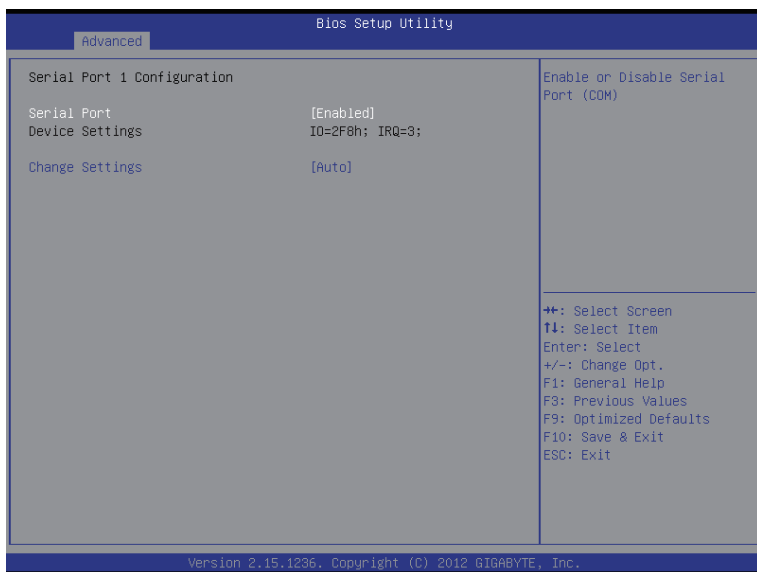 Bios Setup Utility
Advanced
Serial Port 1 Configuration
Serial Port [Enabled]
Device Settings IO=2F8h; IRQ=3;
Change Settings [Auto]
Enable or Disable Serial
Port (COM)
→←: Select Screen
↑↓: Select Item
Enter: Select
+/-: Change Opt.
F1: General Help
F3: Previous Values
F9: Optimized Defaults
F10: Save & Exit
ESC: Exit
Version 2.15.1236. Copyright (C) 2012 GIGABYTE, Inc.